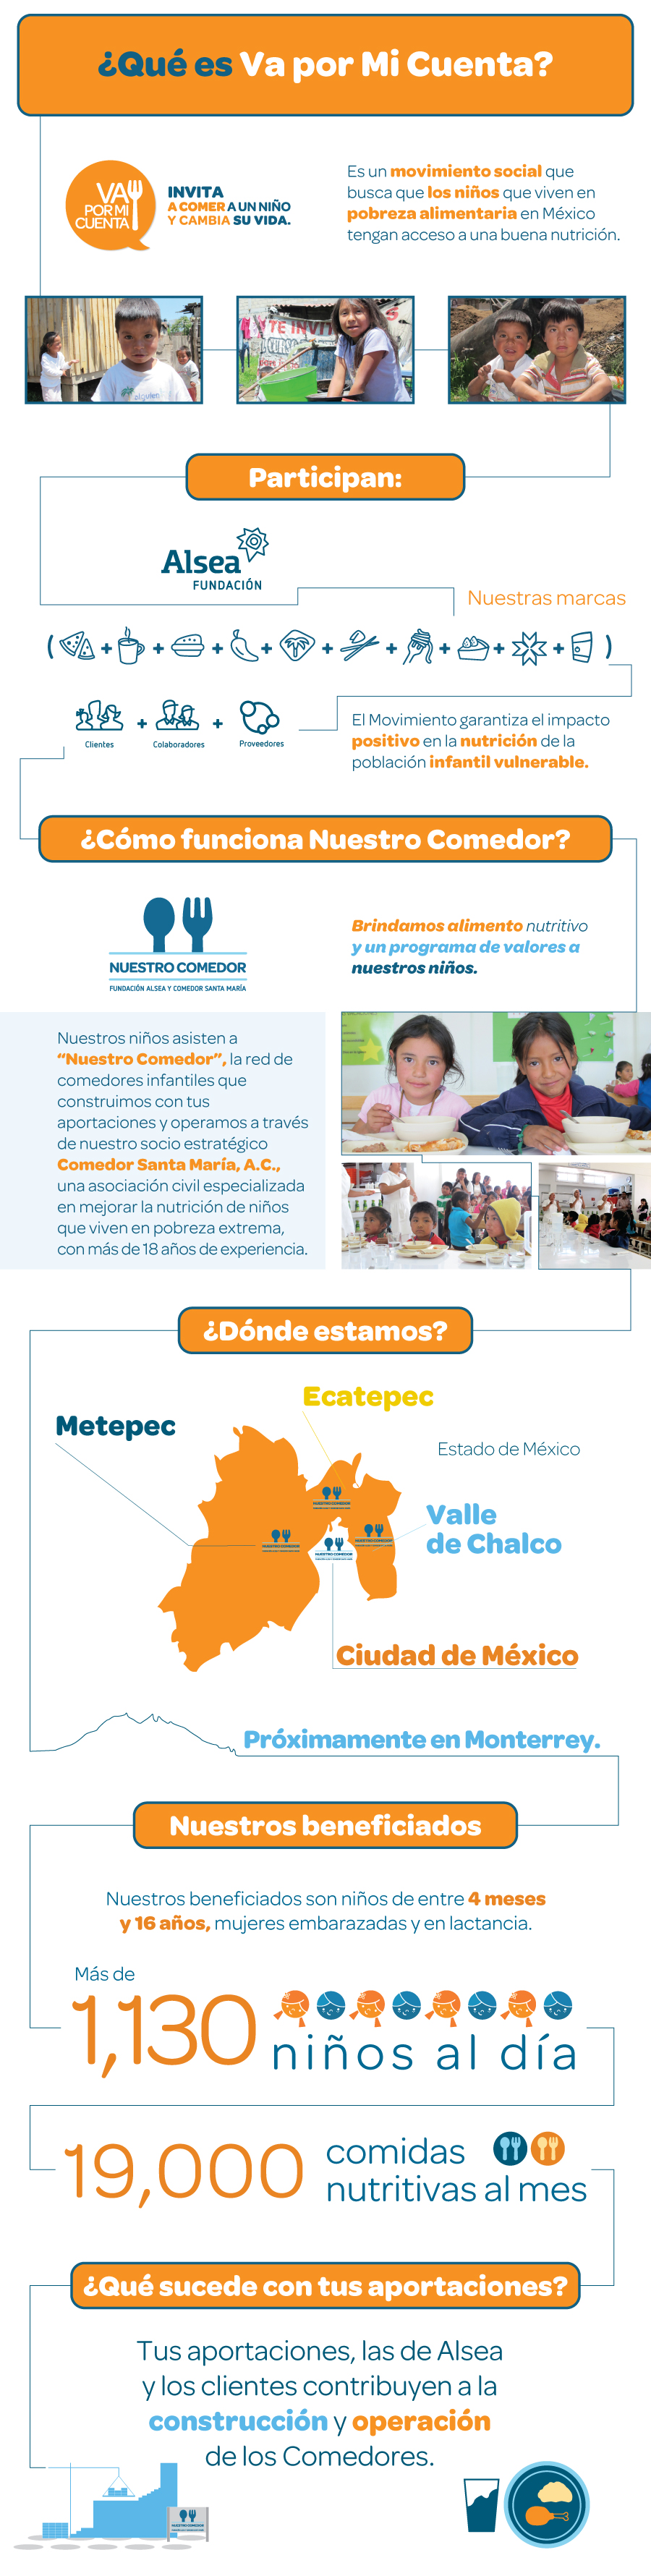 ¿Qué es Va por Mi Cuenta?
VA
POR MI
CUENTA
INVITA
A COMER A UN NIÑO
Y CAMBIA SU VIDA.
Es un movimiento social que
busca que los niños que viven en
pobreza alimentaria en México
tengan acceso a una buena nutrición.
Participan:
Alsea
FUNDACIÓN
Nuestras marcas
( + + + + + + + + + )
+ +
Clientes Colaboradores Proveedores
El Movimiento garantiza el impacto
positivo en la nutrición de la
población infantil vulnerable.
¿Cómo funciona Nuestro Comedor?
NUESTRO COMEDOR
FUNDACIÓN ALSEA Y COMEDOR SANTA MARÍA
Brindamos alimento nutritivo
y un programa de valores a
nuestros niños.
Nuestros niños asisten a
“Nuestro Comedor”, la red de
comedores infantiles que
construimos con tus
aportaciones y operamos a través
de nuestro socio estratégico
Comedor Santa María, A.C.,
una asociación civil especializada
en mejorar la nutrición de niños
que viven en pobreza extrema,
con más de 18 años de experiencia.
¿Dónde estamos?
Ecatepec
Metepec
Estado de México
Valle
de Chalco
NUESTRO COMEDOR
NUESTRO COMEDOR
NUESTRO COMEDOR
NUESTRO COMEDOR
Ciudad de México
Próximamente en Monterrey.
Nuestros beneficiados
Nuestros beneficiados son niños de entre 4 meses
y 16 años, mujeres embarazadas y en lactancia.
Más de
1,130
niños al día
19,000
comidas
nutritivas al mes
¿Qué sucede con tus aportaciones?
Tus aportaciones, las de Alsea
y los clientes contribuyen a la
construcción y operación
de los Comedores.
NUESTRO COMEDOR